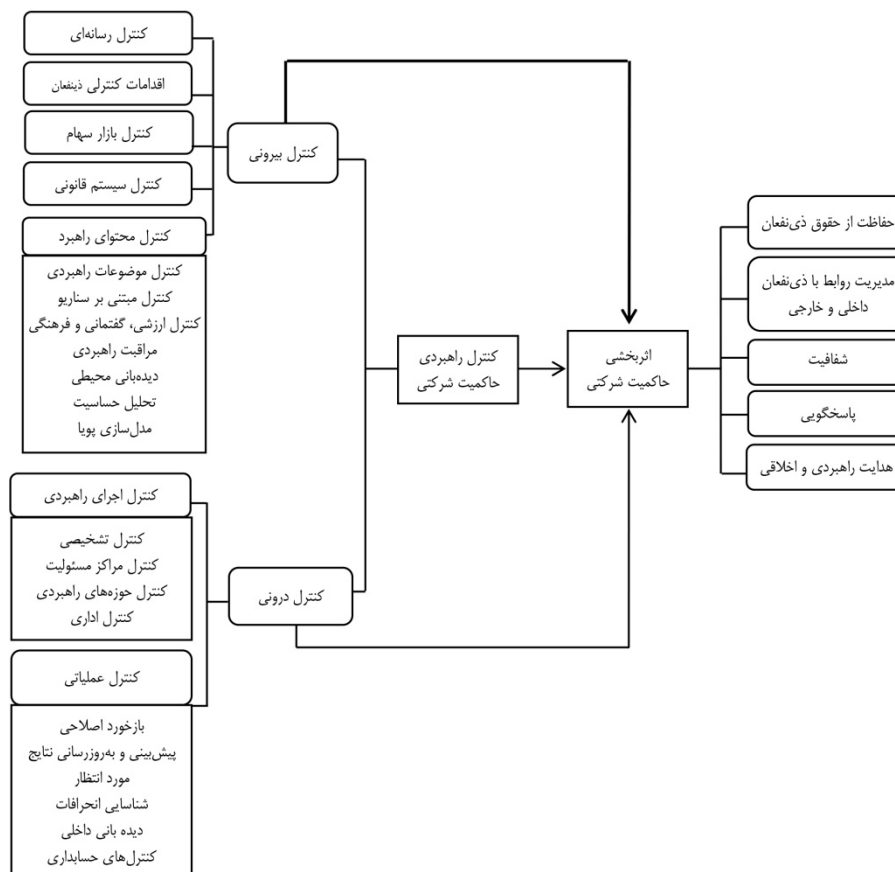 کنترل رسانه‌ای
اقدامات کنترلی ذینفعان
کنترل بازار سهام
کنترل سیستم قانونی
کنترل محتوای راهبرد
کنترل موضوعات راهبردی
کنترل مبتنی بر سناریو
کنترل ارزشی، گفتمانی و فرهنگی
مراقبت راهبردی
دیده‌بانی محیطی
تحلیل حساسیت
مدل‌سازی پویا
کنترل بیرونی
کنترل اجرای راهبردی
کنترل تشخیصی
کنترل مراکز مسئولیت
کنترل حوزه‌های راهبردی
کنترل اداری
کنترل عملیاتی
بازخورد اصلاحی
پیش‌بینی و به‌روزرسانی نتایج
مورد انتظار
شناسایی انحرافات
دیده بانی داخلی
کنترل‌های حسابداری
کنترل درونی
کنترل راهبردی
حاکمیت شرکتی
اثربخشی
حاکمیت شرکتی
حفاظت از حقوق ذی‌نفعان
مدیریت روابط با ذی‌نفعان
داخلی و خارجی
شفافیت
پاسخگویی
هدایت راهبردی و اخلاقی